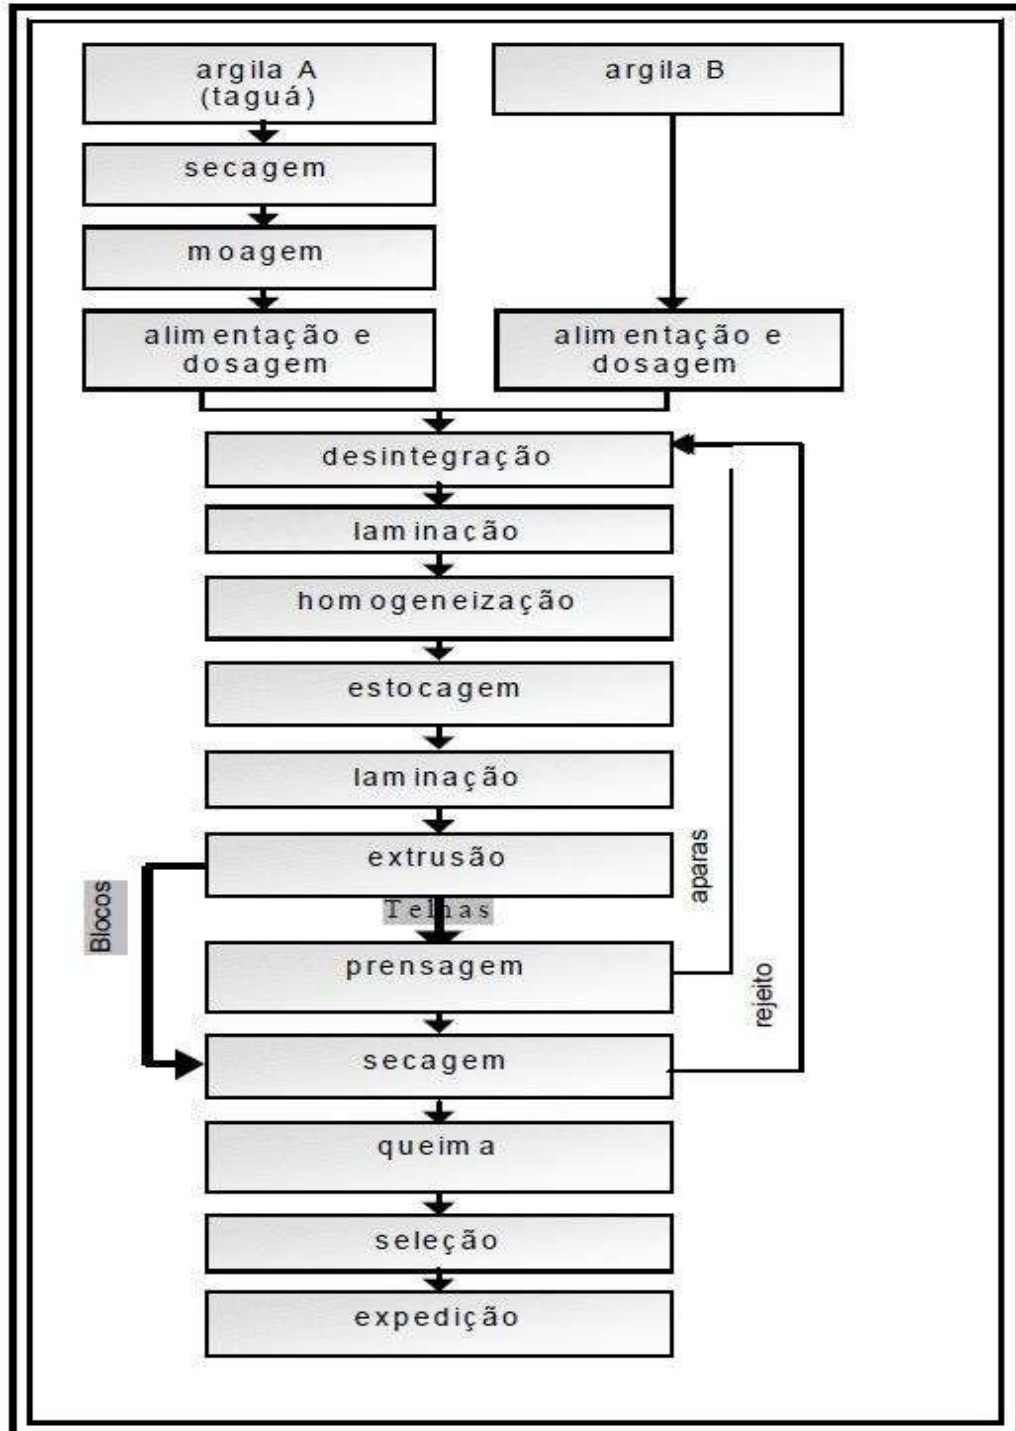 argila A
(taguá)
argila B
secagem
moagem
alimentação e
dosagem
alimentação e
dosagem
desintegração
laminação
homogeneização
estocagem
laminação
extrusão
aparas
Blocos
Telhas
prensagem
rejeito
secagem
queima
seleção
expedição